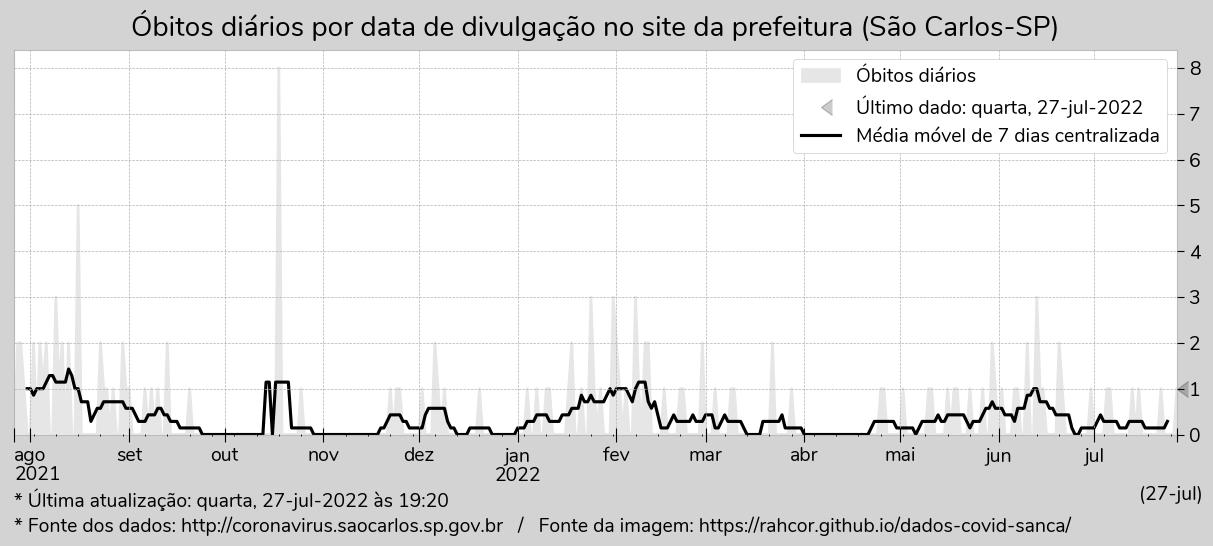 Óbitos diários por data de divulgação no site da prefeitura (São Carlos-SP)
Óbitos diários
Último dado: quarta, 27-jul-2022
Média móvel de 7 dias centralizada
8
7
6
5
4
3
2
1
0
ago set out nov dez jan fev mar abr mai jun jul
2021 2022
(27-jul)
* Última atualização: quarta, 27-jul-2022 às 19:20
* Fonte dos dados: http://coronavirus.saocarlos.sp.gov.br / Fonte da imagem: https://rahcor.github.io/dados-covid-sanca/